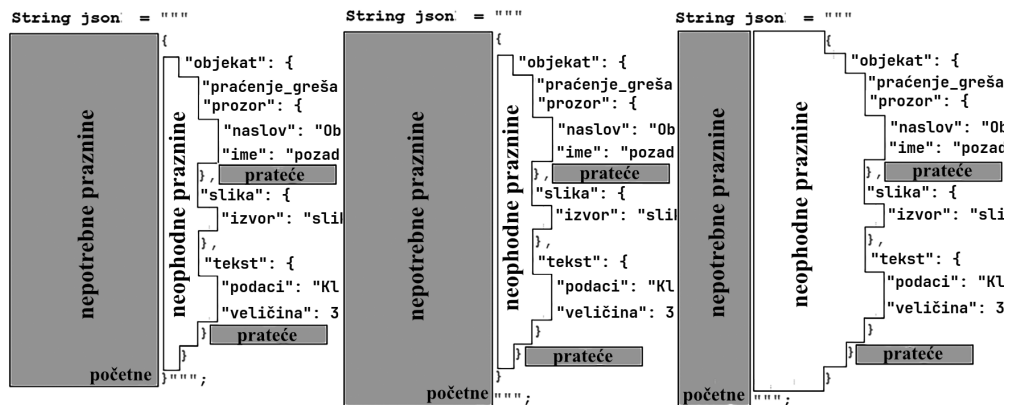 String json = """
{
"objekat": {
"praćenje_greša
"prozor": {
"naslov": "Ob
"ime": "pozad
}, prateće
"slika": {
"izvor": "slil
},
"tekst": {
"podaci": "Kl
"veličina": 3
} prateće
}
}""";
nepotrebne praznine
neophodne praznine
početne
String json = """
{
"objekat": {
"praćenje_greša
"prozor": {
"naslov": "Ob
"ime": "pozad
}, prateće
"slika": {
"izvor": "sli
},
"tekst": {
"podaci": "Kl
"veličina": 3
}
} prateće
}
""";
nepotrebne praznine
neophodne praznine
početne
String json = """
{
"objekat": {
"praćenje_greša
"prozor": {
"naslov": "Ob
"ime": "pozad
}, prateće
"slika": {
"izvor": "sli
},
"tekst": {
"podaci": "Kl
"veličina": 3
}
} prateće
}
""";
nepotrebne praznine
neophodne praznine
početne